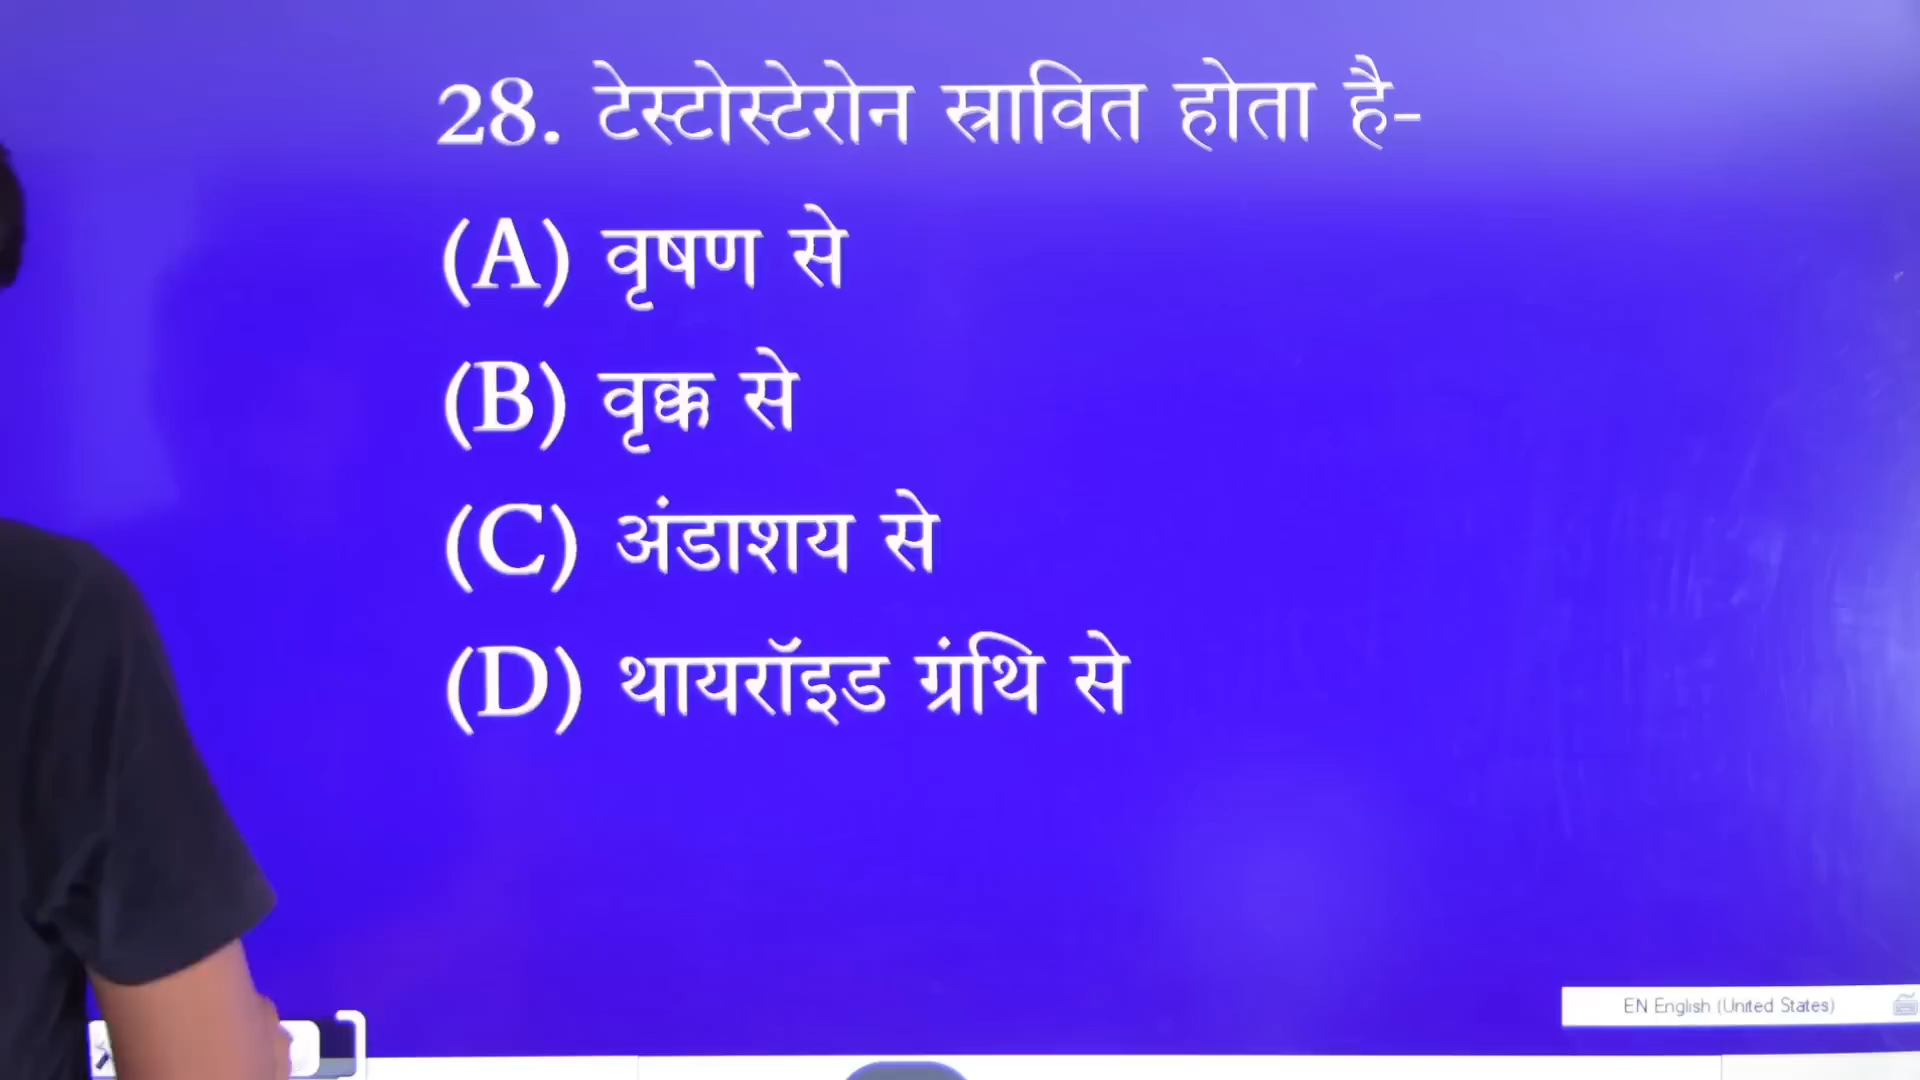 28. टेस्टोस्टेरोन स्रावित होता है-
(A) वृषण से
(B) वृक्क से
(C) अंडाशय से
(D) थायरॉइड ग्रंथि से
EN English (United States)